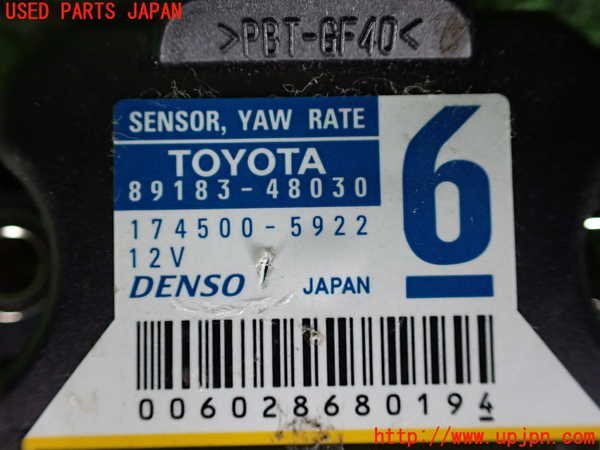 USED PARTS JAPAN
>PBT-GF40<
SENSOR, YAW RATE
TOYOTA
89183-48030
6
174500-5922
12V
DENSO JAPAN
006028680194
http://www.upjpn.com/